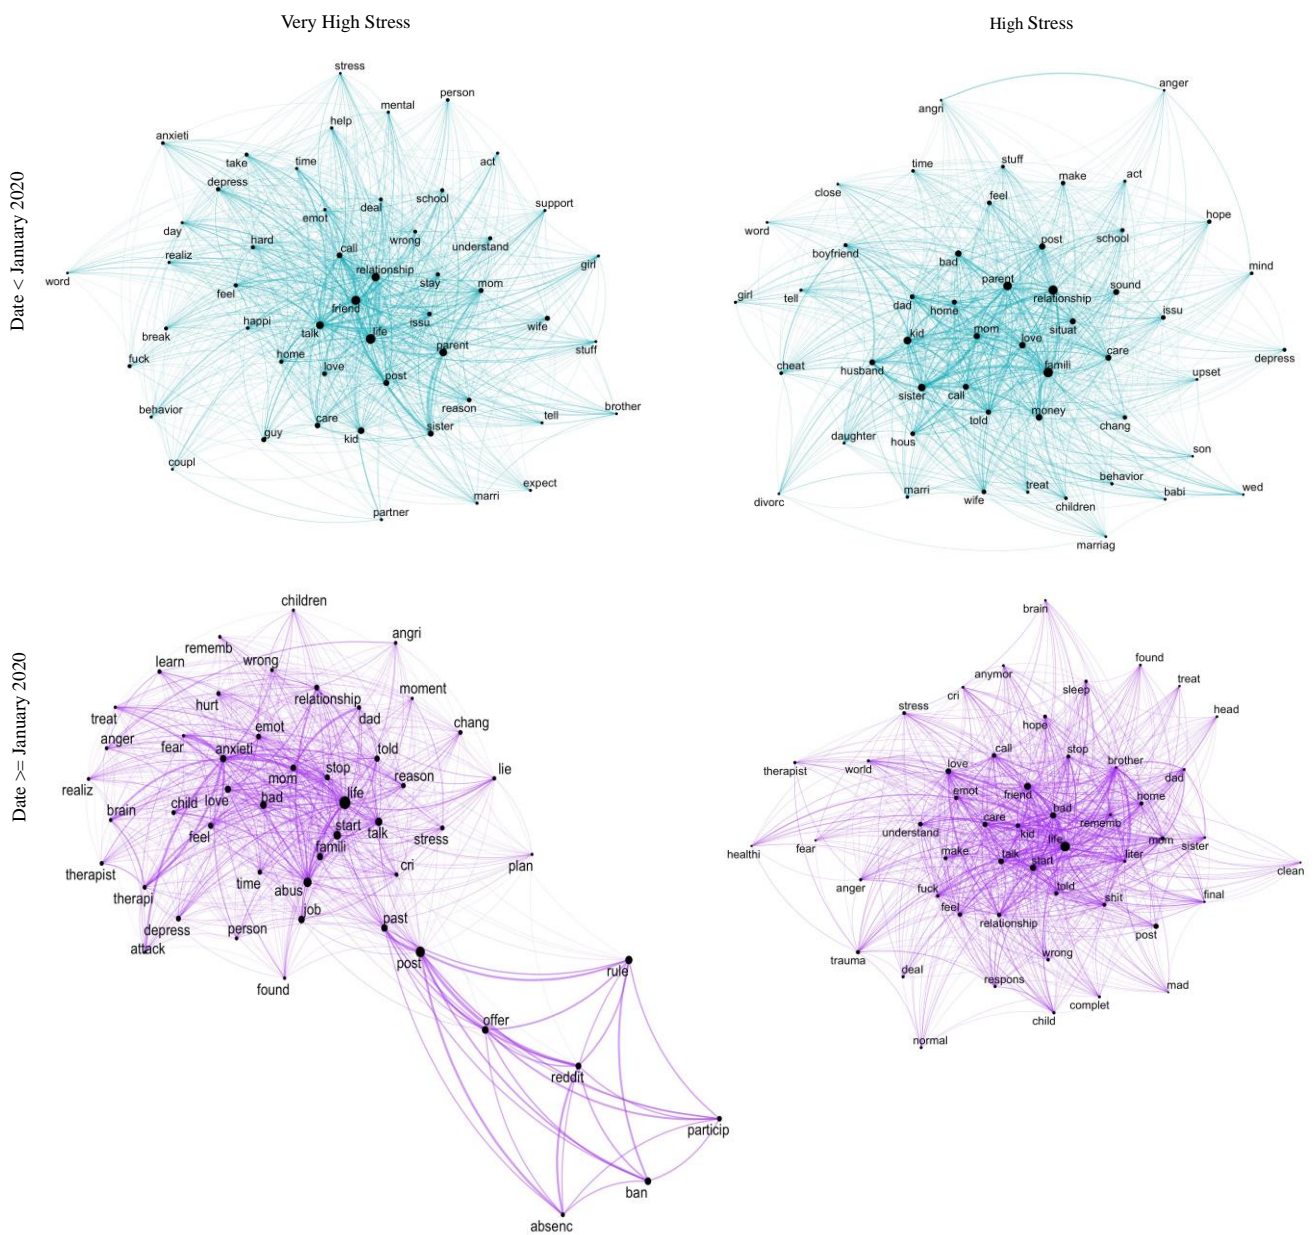 Very High Stress
High Stress
Date < January 2020
stress
person
mental
help
anxieti
take
time
act
depress
school
support
deal
emot
day
wrong
understand
hard
call
realiz
relationship
girl
word
stay
mom
feel
friend
issu
happi
talk
life
wife
break
parent
stuff
fuck
home
love
post
behavior
care
reason
tell
brother
guy
kid
sister
coupl
expect
marri
partner
anger
angri
time
stuff
make
act
close
feel
hope
word
post
school
boyfriend
bad
mind
parent
sound
girl
tell
dad
home
relationship
issu
kid
mom
love
situat
care
depress
cheat
husband
famili
upset
sister
call
told
money
chang
daughter
hous
son
behavior
divorc
marri
wife
treat
children
babi
wed
marriag
Date >= January 2020
children
rememb
angri
learn
wrong
hurt
relationship
moment
treat
dad
chang
anger
fear
emot
anxieti
told
mom
stop
reason
lie
realiz
life
brain
child
love
bad
feel
start
talk
stress
famili
therapist
time
abus
cri
plan
therapi
job
past
depress
person
attack
post
found
rule
offer
reddit
particip
ban
absenc
brain
found
anymor
sleep
treat
cri
stress
hope
head
call
stop
therapist
world
love
brother
dad
emot
friend
home
bad
care
kid
rememb
understand
life
mom
sister
healthi
fear
make
talk
start
liter
clean
anger
fuck
told
shit
final
feel
relationship
post
trauma
wrong
deal
respons
mad
complet
child
normal